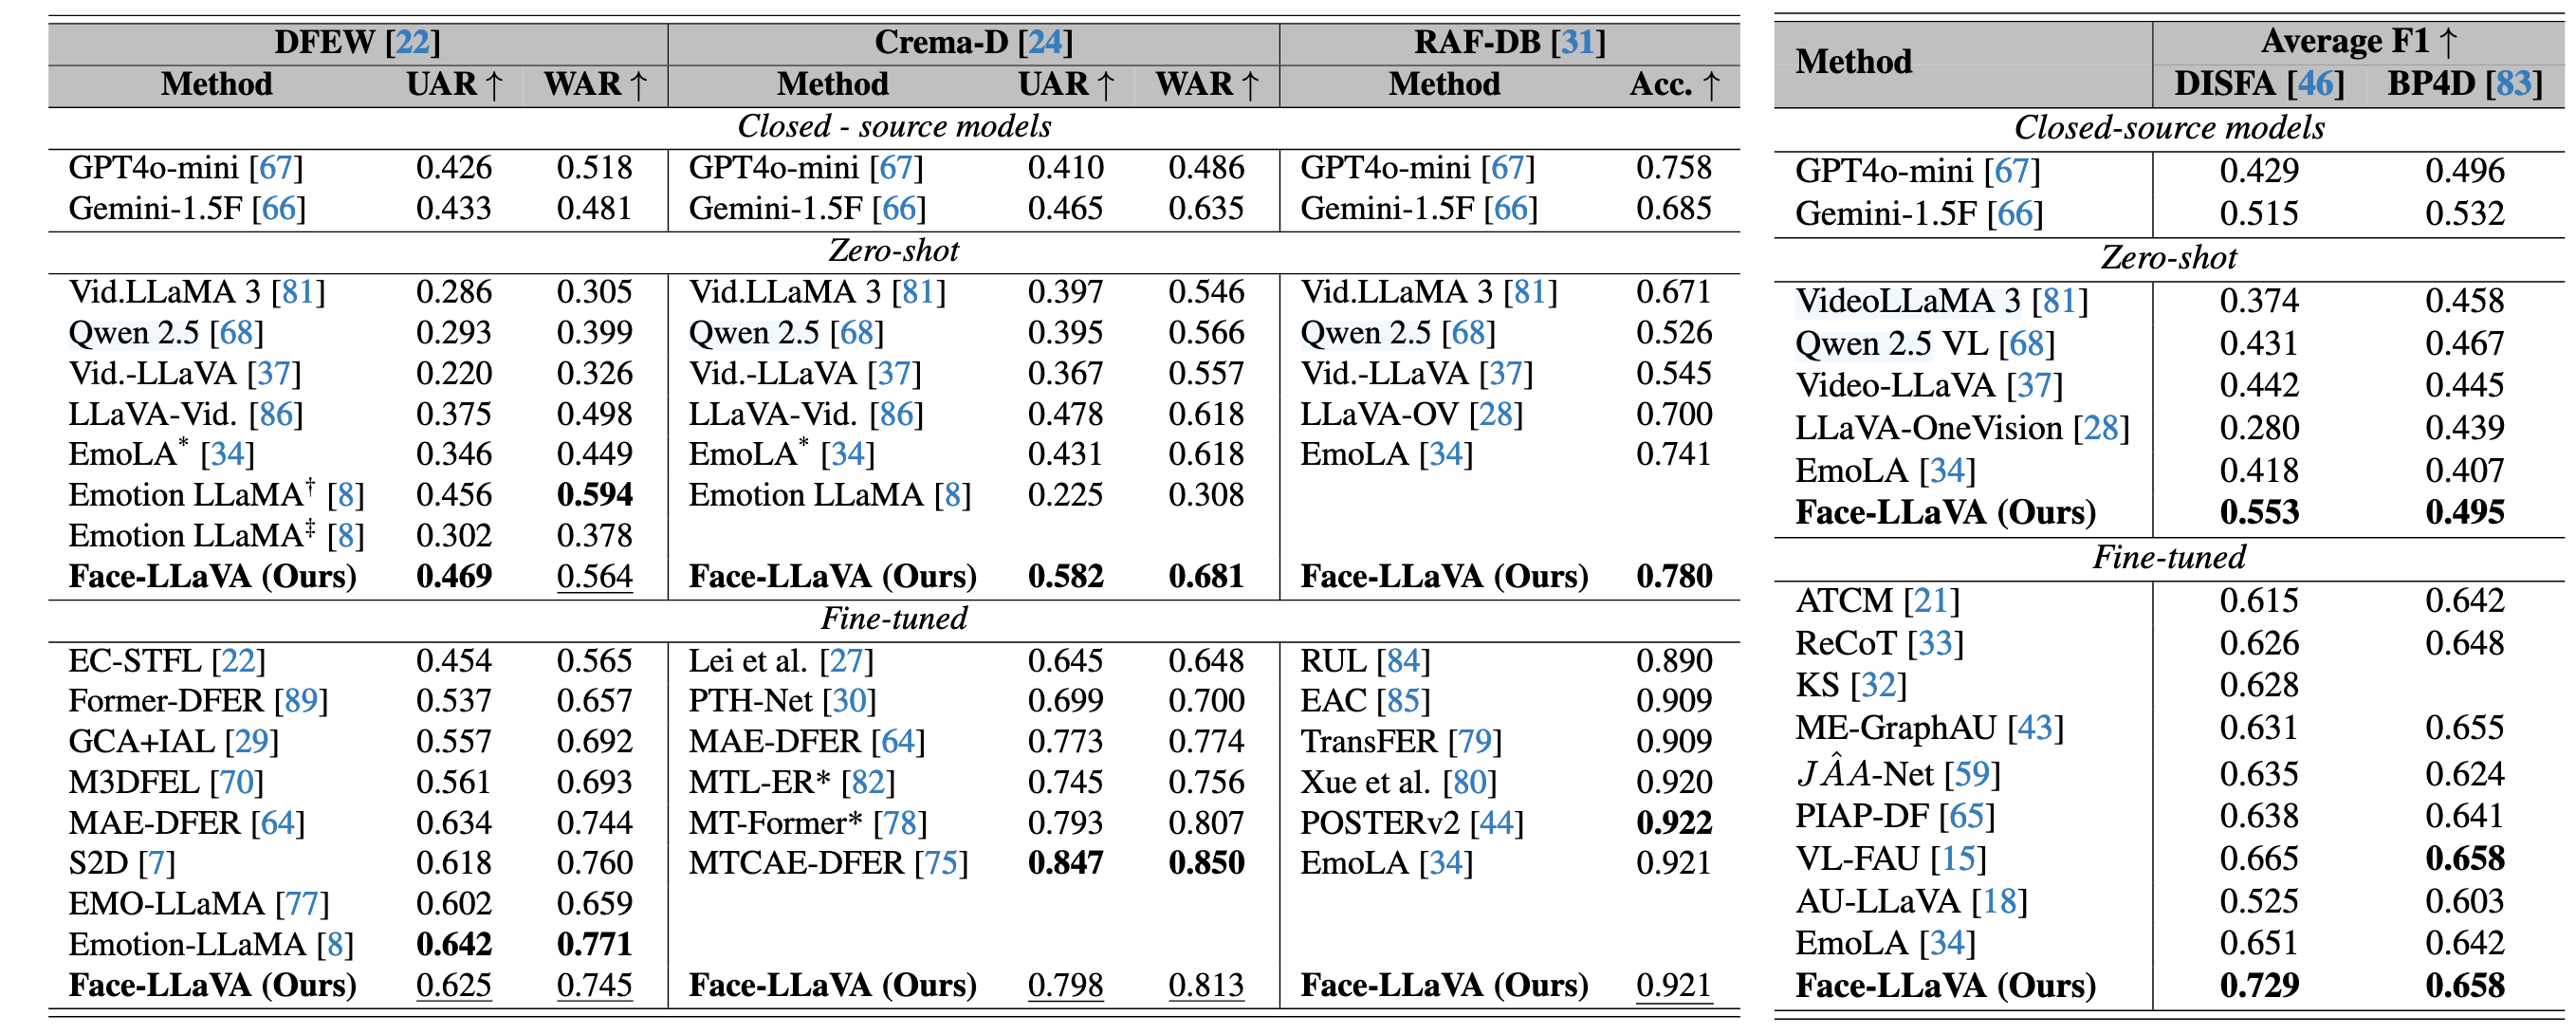 DFEW [22] Crema-D [24] RAF-DB [31]
Method UAR ↑ WAR ↑ Method UAR ↑ WAR ↑ Method Acc. ↑
Closed - source models
GPT4o-mini [67] 0.426 0.518 GPT4o-mini [67] 0.410 0.486 GPT4o-mini [67] 0.758
Gemini-1.5F [66] 0.433 0.481 Gemini-1.5F [66] 0.465 0.635 Gemini-1.5F [66] 0.685
Zero-shot
Vid.LLaMA 3 [81] 0.286 0.305 Vid.LLaMA 3 [81] 0.397 0.546 Vid.LLaMA 3 [81] 0.671
Qwen 2.5 [68] 0.293 0.399 Qwen 2.5 [68] 0.395 0.566 Qwen 2.5 [68] 0.526
Vid.-LLaVA [37] 0.220 0.326 Vid.-LLaVA [37] 0.367 0.557 Vid.-LLaVA [37] 0.545
LLaVA-Vid. [86] 0.375 0.498 LLaVA-Vid. [86] 0.478 0.618 LLaVA-OV [28] 0.700
EmoLA* [34] 0.346 0.449 EmoLA* [34] 0.431 0.618 EmoLA [34] 0.741
Emotion LLaMA† [8] 0.456 0.594 Emotion LLaMA [8] 0.225 0.308
Emotion LLaMA‡ [8] 0.302 0.378
Face-LLaVA (Ours) 0.469 0.564 Face-LLaVA (Ours) 0.582 0.681 Face-LLaVA (Ours) 0.780
Fine-tuned
EC-STFL [22] 0.454 0.565 Lei et al. [27] 0.645 0.648 RUL [84] 0.890
Former-DFER [89] 0.537 0.657 PTH-Net [30] 0.699 0.700 EAC [85] 0.909
GCA+IAL [29] 0.557 0.692 MAE-DFER [64] 0.773 0.774 TransFER [79] 0.909
M3DFEL [70] 0.561 0.693 MTL-ER* [82] 0.745 0.756 Xue et al. [80] 0.920
MAE-DFER [64] 0.634 0.744 MT-Former* [78] 0.793 0.807 POSTERv2 [44] 0.922
S2D [7] 0.618 0.760 MTCAE-DFER [75] 0.847 0.850 EmoLA [34] 0.921
EMO-LLaMA [77] 0.602 0.659
Emotion-LLaMA [8] 0.642 0.771
Face-LLaVA (Ours) 0.625 0.745 Face-LLaVA (Ours) 0.798 0.813 Face-LLaVA (Ours) 0.921
Method Average F1 ↑
DISFA [46] BP4D [83]
Closed-source models
GPT4o-mini [67] 0.429 0.496
Gemini-1.5F [66] 0.515 0.532
Zero-shot
VideoLLaMA 3 [81] 0.374 0.458
Qwen 2.5 VL [68] 0.431 0.467
Video-LLaVA [37] 0.442 0.445
LLaVA-OneVision [28] 0.280 0.439
EmoLA [34] 0.418 0.407
Face-LLaVA (Ours) 0.553 0.495
Fine-tuned
ATCM [21] 0.615 0.642
ReCoT [33] 0.626 0.648
KS [32] 0.628
ME-GraphAU [43] 0.631 0.655
JÂA-Net [59] 0.635 0.624
PIAP-DF [65] 0.638 0.641
VL-FAU [15] 0.665 0.658
AU-LLaVA [18] 0.525 0.603
EmoLA [34] 0.651 0.642
Face-LLaVA (Ours) 0.729 0.658